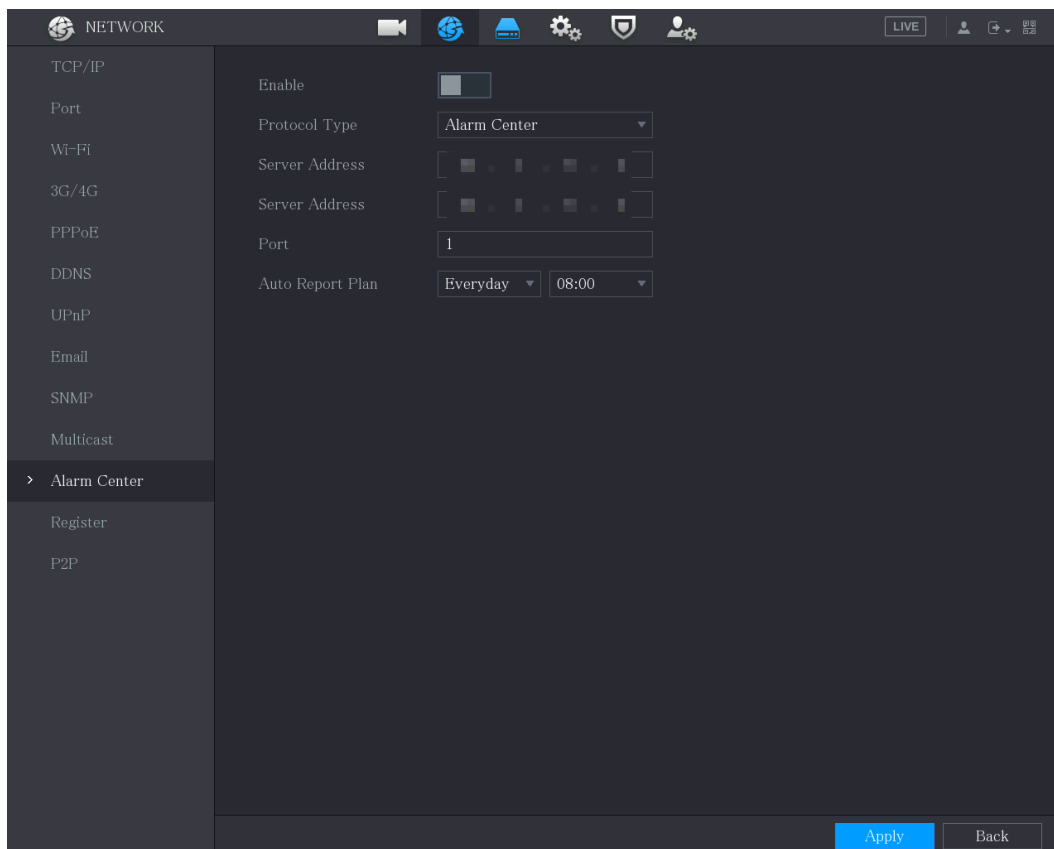 NETWORK
LIVE
TCP/IP
Port
Wi-Fi
3G/4G
PPPoE
DDNS
UPnP
Email
SNMP
Multicast
Alarm Center
Register
P2P
Enable
Protocol Type Alarm Center
Server Address
Server Address
Port 1
Auto Report Plan Everyday 08:00
Apply Back